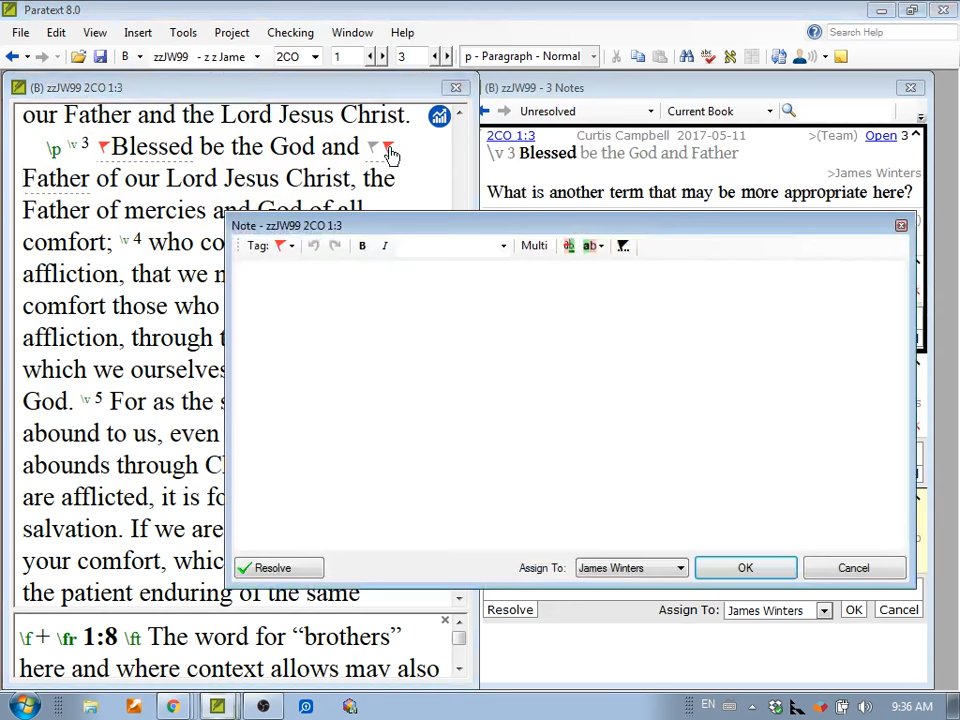 Paratext 8.0
File Edit View Insert Tools Project Checking Window Help Search Help
B zzJW99 - z z Jame 2CO 1 3 p - Paragraph - Normal
(B) zzJW99 2CO 1:3
our Father and the Lord Jesus Christ.
\p \v 3 Blessed be the God and
Father of our Lord Jesus Christ, the
Father of mercies and God of all
comfort; \v 4 who co
affliction, that we m
comfort those who
affliction, through t
which we ourselves
God. \v 5 For as the s
abound to us, even
abounds through Ch
are afflicted, it is fo
salvation. If we are
your comfort, whic
the patient enduring of the same
\f + \fr 1:8 \ft The word for “brothers”
here and where context allows may also
(B) zzJW99 - 3 Notes
Unresolved Current Book
2CO 1:3 Curtis Campbell 2017-05-11 >(Team) Open 3
\v 3 Blessed be the God and Father
>James Winters
What is another term that may be more appropriate here?
Note - zzJW99 2CO 1:3
Tag: B I Multi ab ab
Resolve Assign To: James Winters OK Cancel
Resolve Assign To: James Winters OK Cancel
EN 9:36 AM